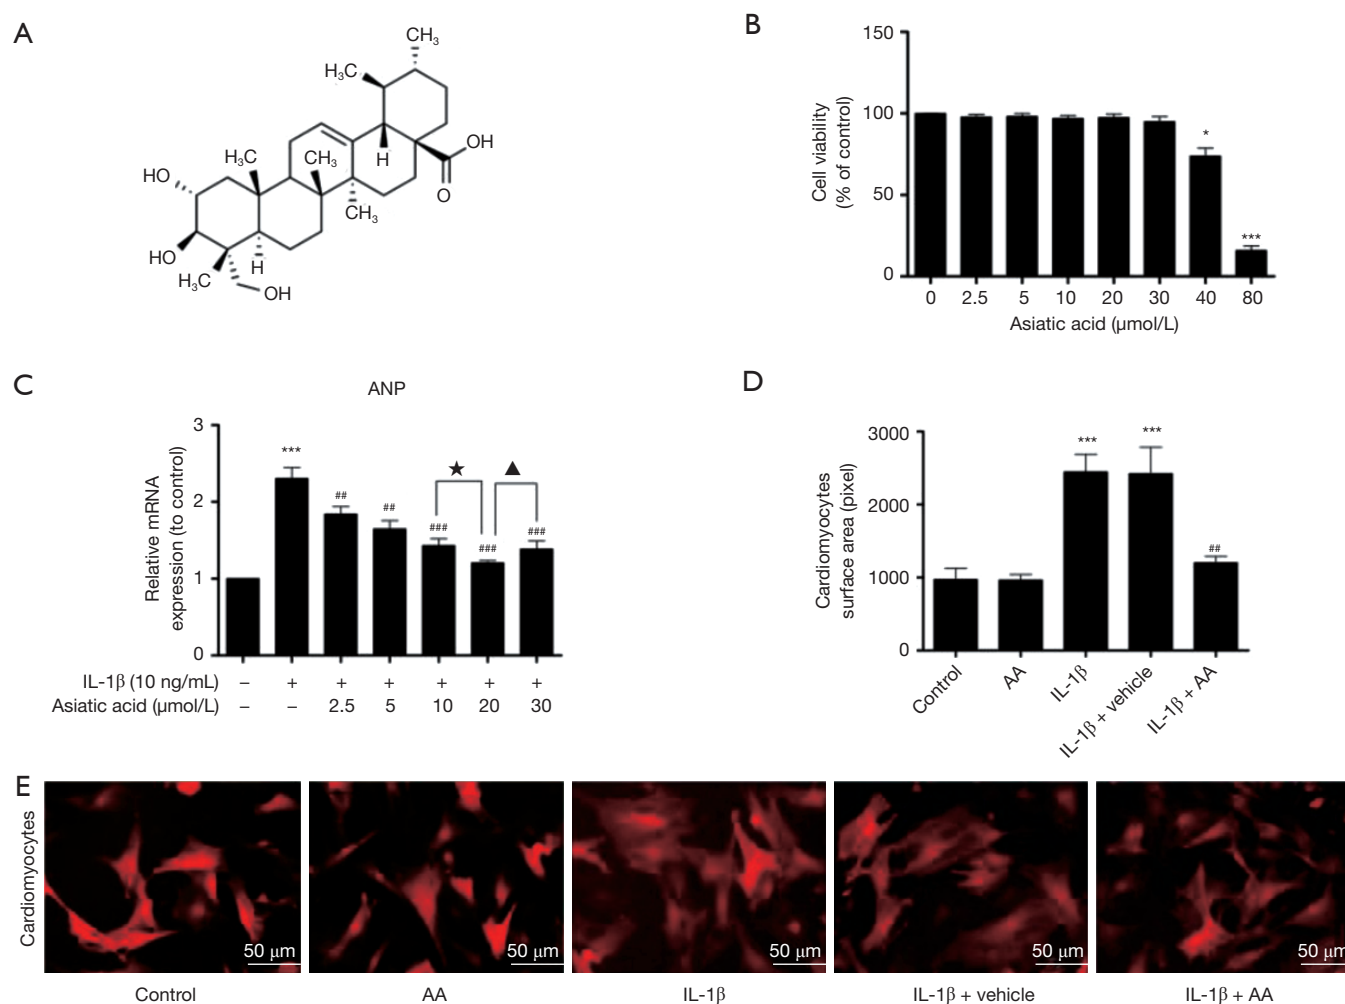 A
CH₃
H₃C
OH
H
O
H₃C
CH₃
HO
CH₃
HO
H
H₃C
OH
B
150
100
50
0
Cell viability
(% of control)
*
***
0 2.5 5 10 20 30 40 80
Asiatic acid (µmol/L)
C
ANP
3
2
1
0
Relative mRNA
expression (to control)
***
##
##
###
###
###
★
▲
IL-1β (10 ng/mL) – + + + + + +
Asiatic acid (µmol/L) – – 2.5 5 10 20 30
D
3000
2000
1000
0
Cardiomyocytes
surface area (pixel)
***
***
##
Control
AA
IL-1β
IL-1β + vehicle
IL-1β + AA
E
Cardiomyocytes
50 µm
50 µm
50 µm
50 µm
50 µm
Control
AA
IL-1β
IL-1β + vehicle
IL-1β + AA